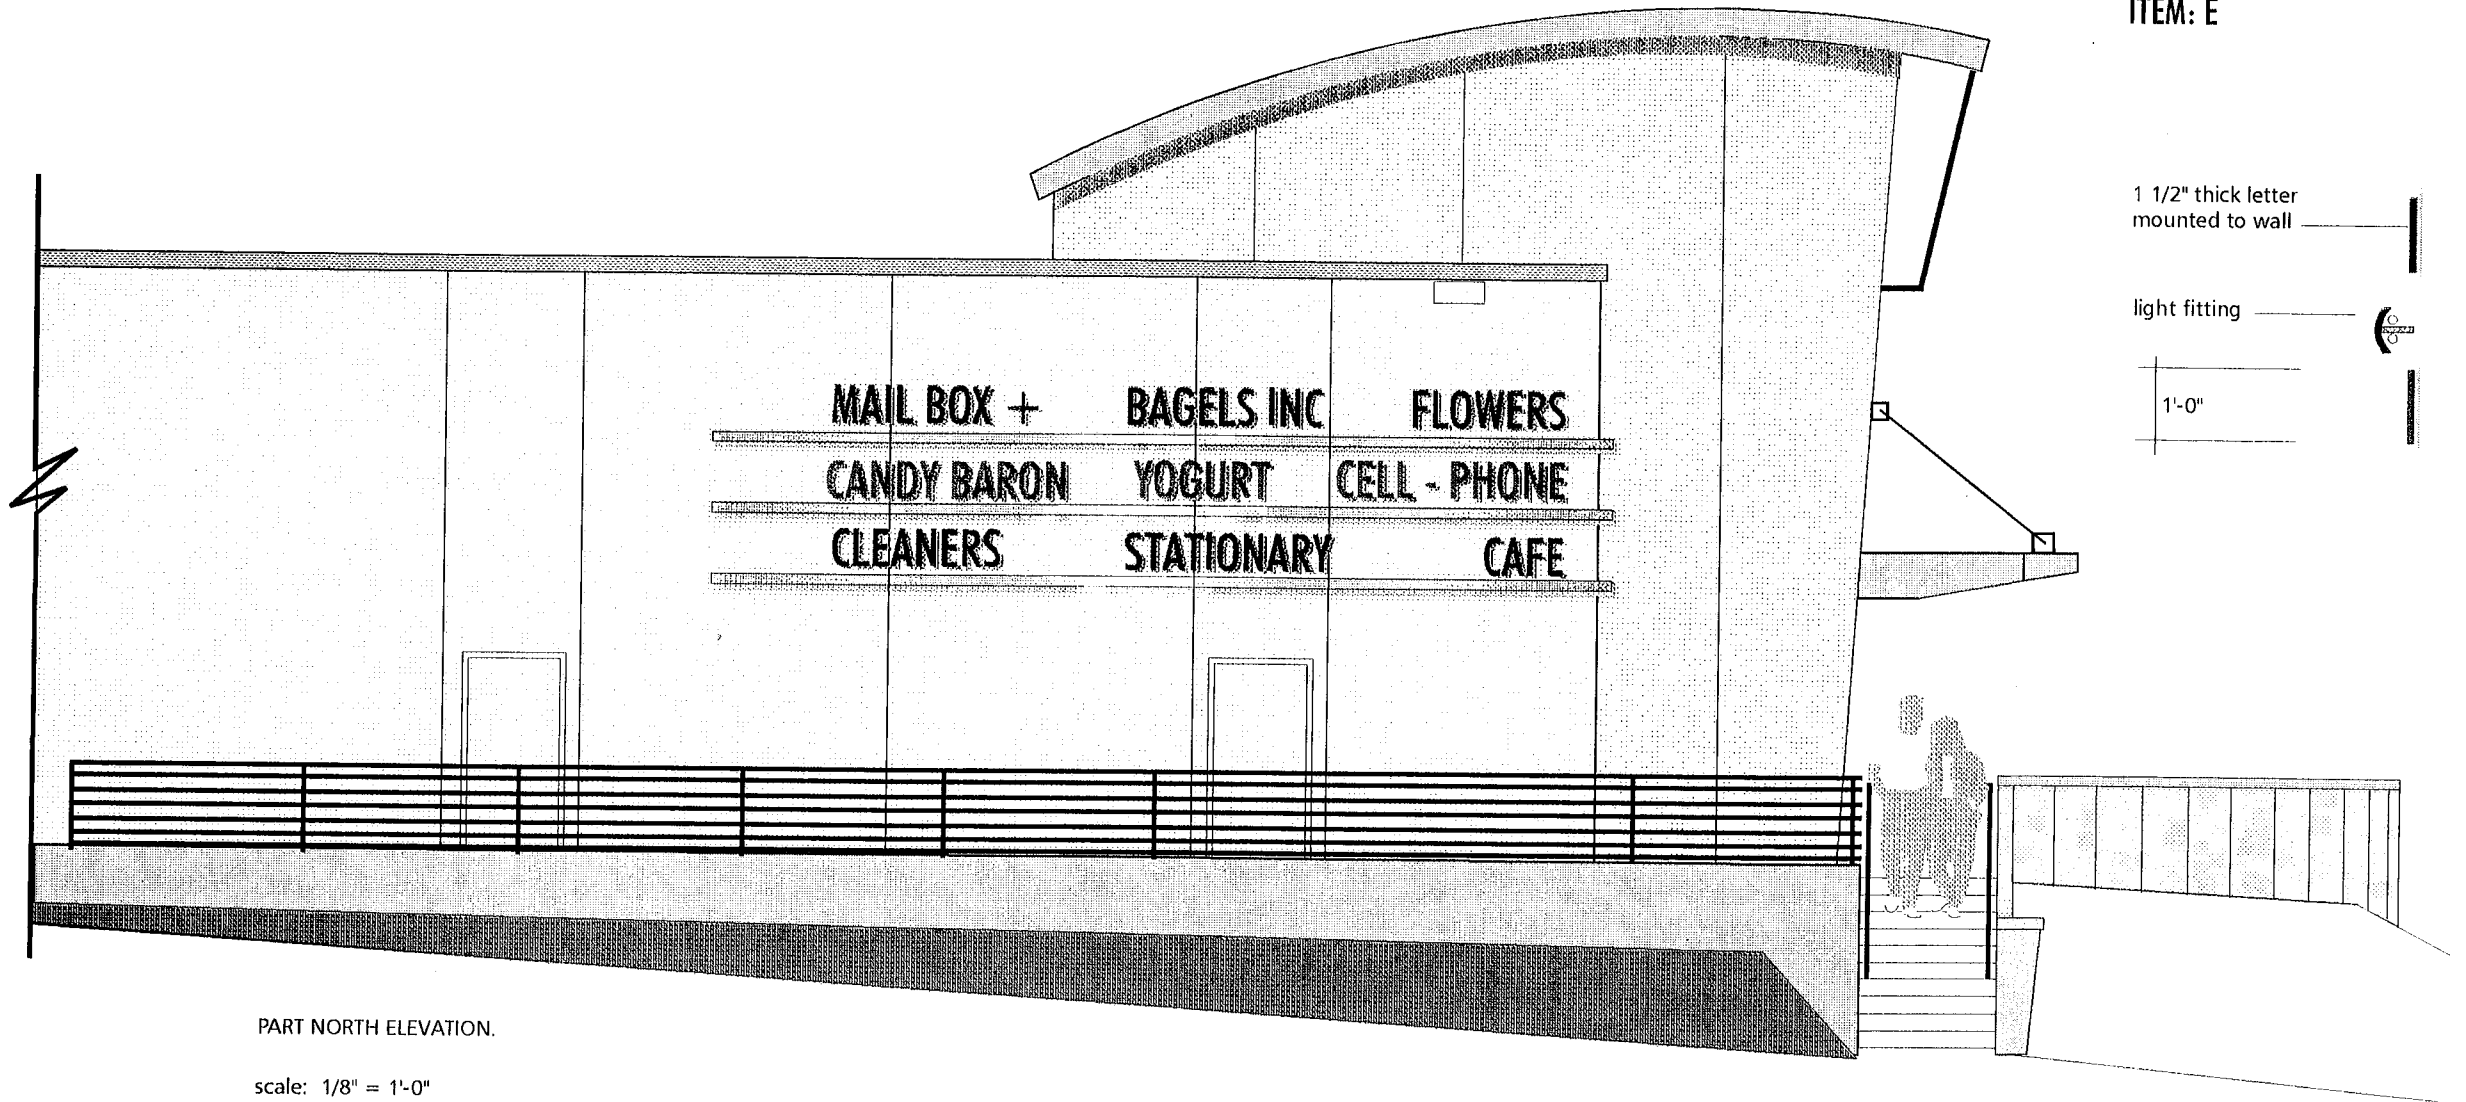 ITEM: E
1 1/2" thick letter
mounted to wall
light fitting
1'-0"
MAIL BOX + BAGELS INC FLOWERS
CANDY BARON YOGURT CELL - PHONE
CLEANERS STATIONARY CAFE
PART NORTH ELEVATION.
scale: 1/8" = 1'-0"